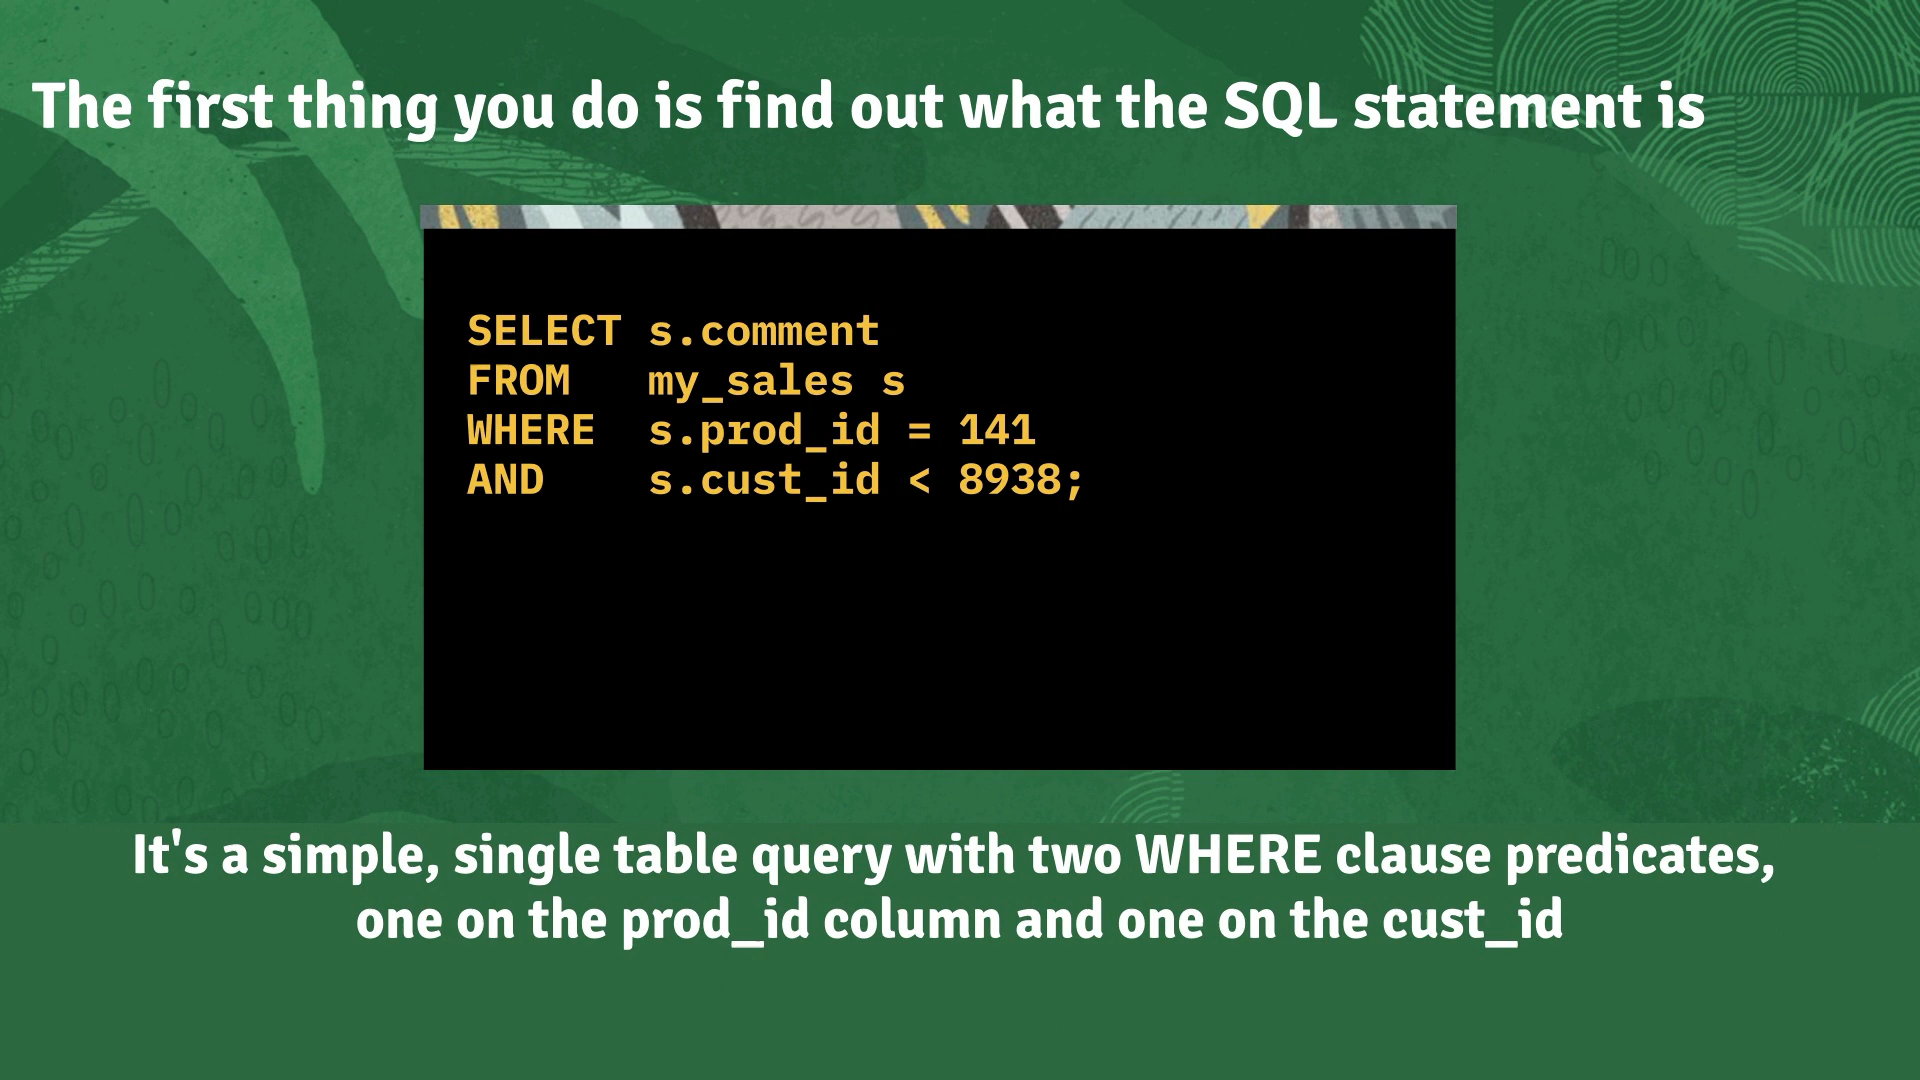 The first thing you do is find out what the SQL statement is
SELECT s.comment
FROM   my_sales s
WHERE  s.prod_id = 141
AND    s.cust_id < 8938;
It's a simple, single table query with two WHERE clause predicates,
one on the prod_id column and one on the cust_id